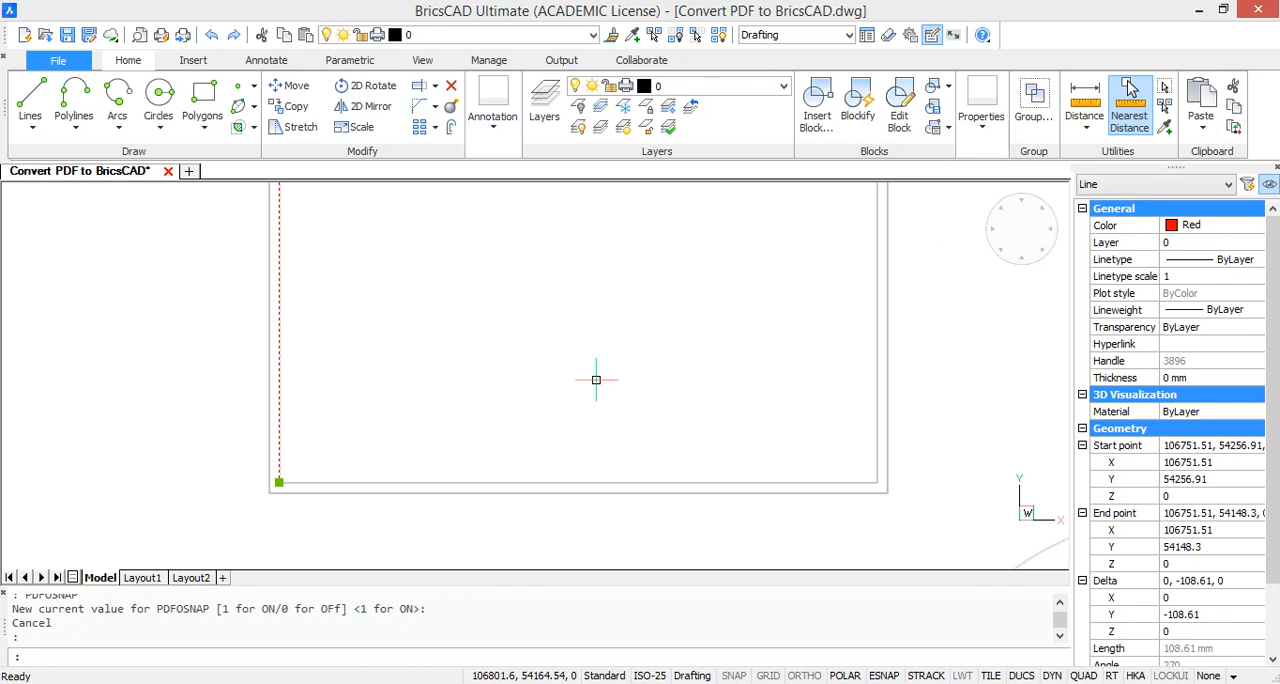 BricsCAD Ultimate (ACADEMIC License) - [Convert PDF to BricsCAD.dwg]
0
Drafting
File
Home
Insert
Annotate
Parametric
View
Manage
Output
Collaborate
Lines
Polylines
Arcs
Circles
Polygons
Draw
Move
Copy
Stretch
2D Rotate
2D Mirror
Scale
Modify
Annotation
Layers
0
Layers
Insert Block...
Blockify
Edit Block
Blocks
Properties
Group...
Group
Distance
Nearest Distance
Utilities
Paste
Clipboard
Convert PDF to BricsCAD*
Line
General
Color Red
Layer 0
Linetype ByLayer
Linetype scale 1
Plot style ByColor
Lineweight ByLayer
Transparency ByLayer
Hyperlink
Handle 3896
Thickness 0 mm
3D Visualization
Material ByLayer
Geometry
Start point 106751.51, 54256.91,
X 106751.51
Y 54256.91
Z 0
End point 106751.51, 54148.3, 0
X 106751.51
Y 54148.3
Z 0
Delta 0, -108.61, 0
X 0
Y -108.61
Z 0
Length 108.61 mm
Angle 270
Y
W
X
Model Layout1 Layout2
: PDFOSNAP
New current value for PDFOSNAP [1 for ON/0 for OFf] <1 for ON>:
Cancel
:
:
Ready
106801.6, 54164.54, 0 Standard ISO-25 Drafting SNAP GRID ORTHO POLAR ESNAP STRACK LWT TILE DUCS DYN QUAD RT HKA LOCKUI None